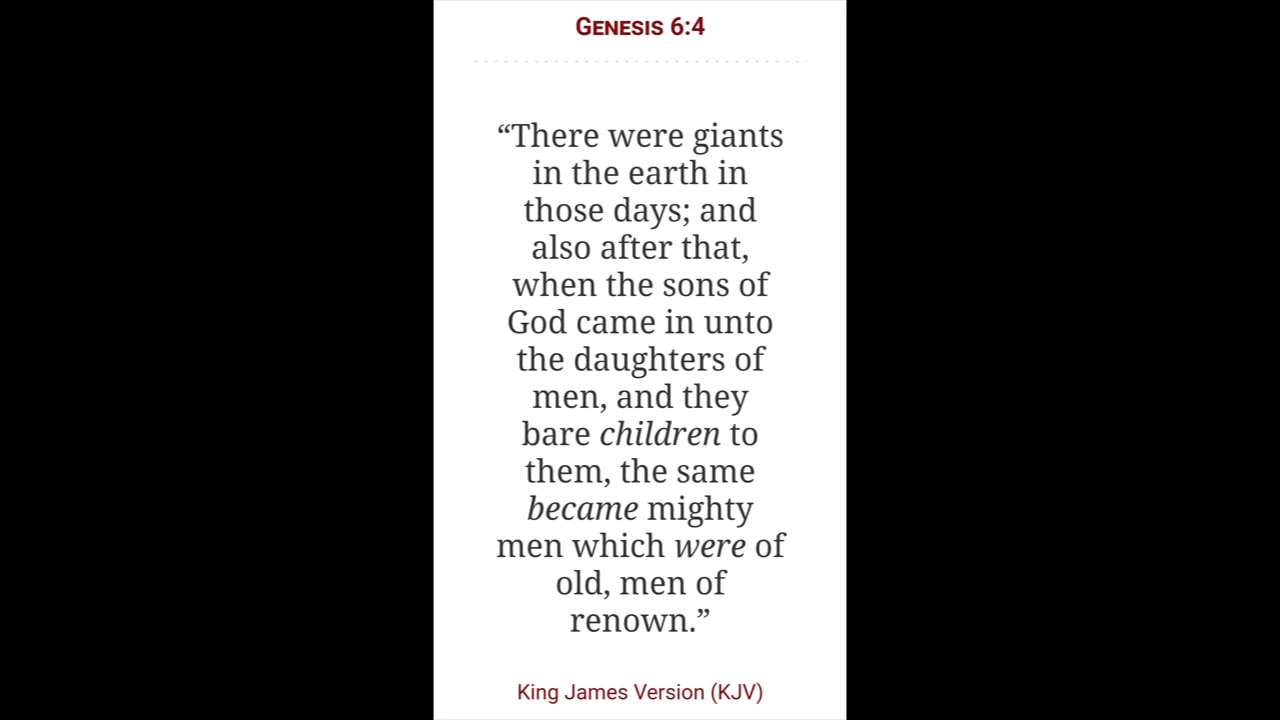 Genesis 6:4
“There were giants
in the earth in
those days; and
also after that,
when the sons of
God came in unto
the daughters of
men, and they
bare children to
them, the same
became mighty
men which were of
old, men of
renown.”
King James Version (KJV)